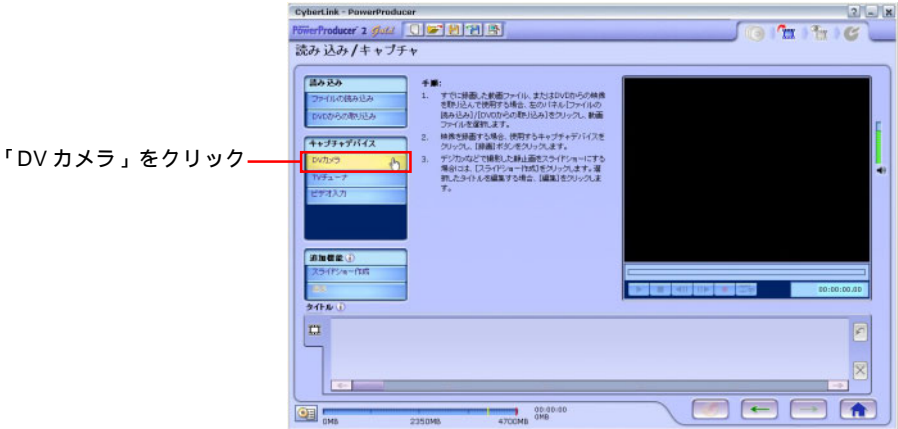 CyberLink - PowerProducer
PowerProducer 2 Gold
読み込み/キャプチャ
読み込み
ファイルの読み込み
DVDからの取り込み
キャプチャデバイス
「DVカメラ」をクリック
DVカメラ
TVチューナ
ビデオ入力
追加機能
スライドショー作成
手順:
1. すでに録画した動画ファイル、またはDVDからの映像
を取り込んで使用する場合、左のパネル[ファイルの
読み込み]/[DVDからの取り込み]をクリックし、動画
ファイルを選択します。
2. 映像を録画する場合、使用するキャプチャデバイスを
クリックし、[録画]ボタンをクリックします。
3. デジカメなどで撮影した静止画をスライドショーにする
場合には、[スライドショー作成]をクリックします。選
択したタイトルを編集する場合、[編集]をクリックしま
す。
00:00:00.00
タイトル
0MB
2350MB
4700MB
00:00:00
0MB